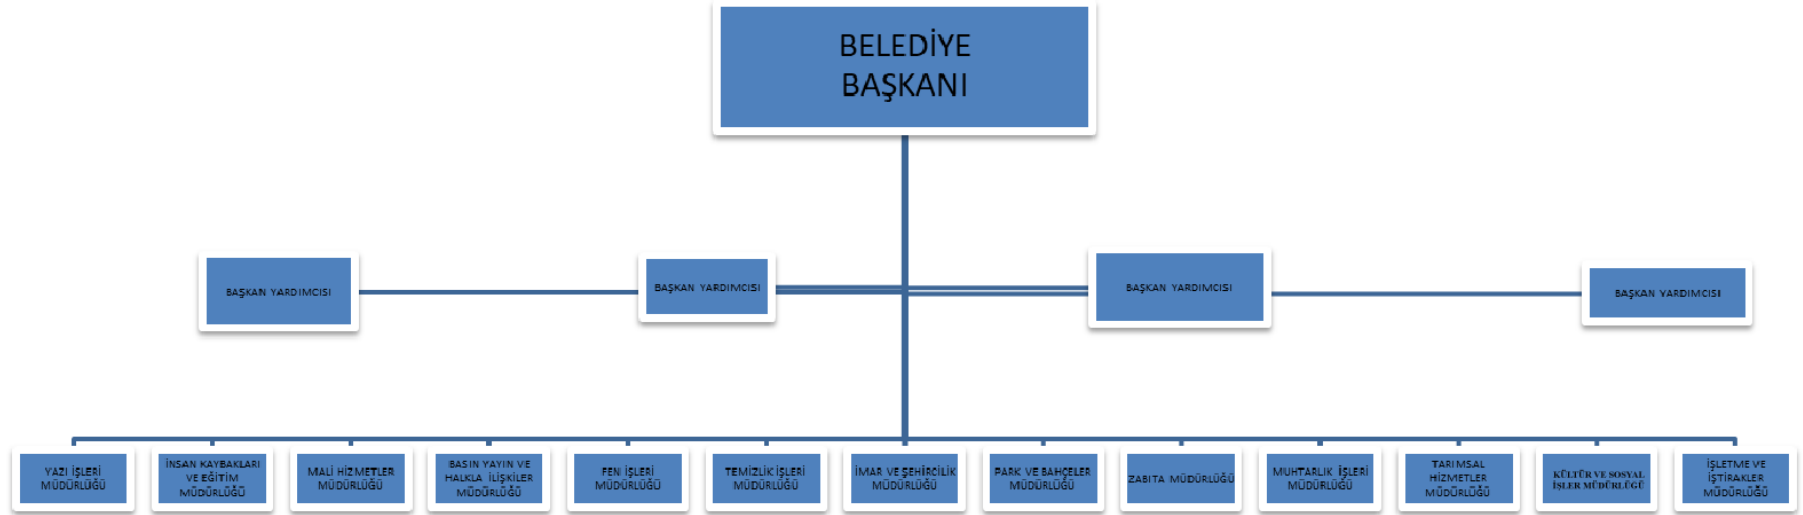 BELEDİYE
BAŞKANI
BAŞKAN YARDIMCISI
BAŞKAN YARDIMCISI
BAŞKAN YARDIMCISI
BAŞKAN YARDIMCISI
YAZI İŞLERİ
MÜDÜRLÜĞÜ
İNSAN KAYBAKLARI
VE EĞİTİM
MÜDÜRLÜĞÜ
MALİ HİZMETLER
MÜDÜRLÜĞÜ
BASIN YAYIN VE
HALKLA İLİŞKİLER
MÜDÜRLÜĞÜ
FEN İŞLERİ
MÜDÜRLÜĞÜ
TEMİZLİK İŞLERİ
MÜDÜRLÜĞÜ
İMAR VE ŞEHİRCİLİK
MÜDÜRLÜĞÜ
PARK VE BAHÇELER
MÜDÜRLÜĞÜ
ZABITA MÜDÜRLÜĞÜ
MUHTARLIK İŞLERİ
MÜDÜRLÜĞÜ
TARIMSAL
HİZMETLER
MÜDÜRLÜĞÜ
KÜLTÜR VE SOSYAL
İŞLER MÜDÜRLÜĞÜ
İŞLETME VE
İŞTİRAKLER
MÜDÜRLÜĞÜ